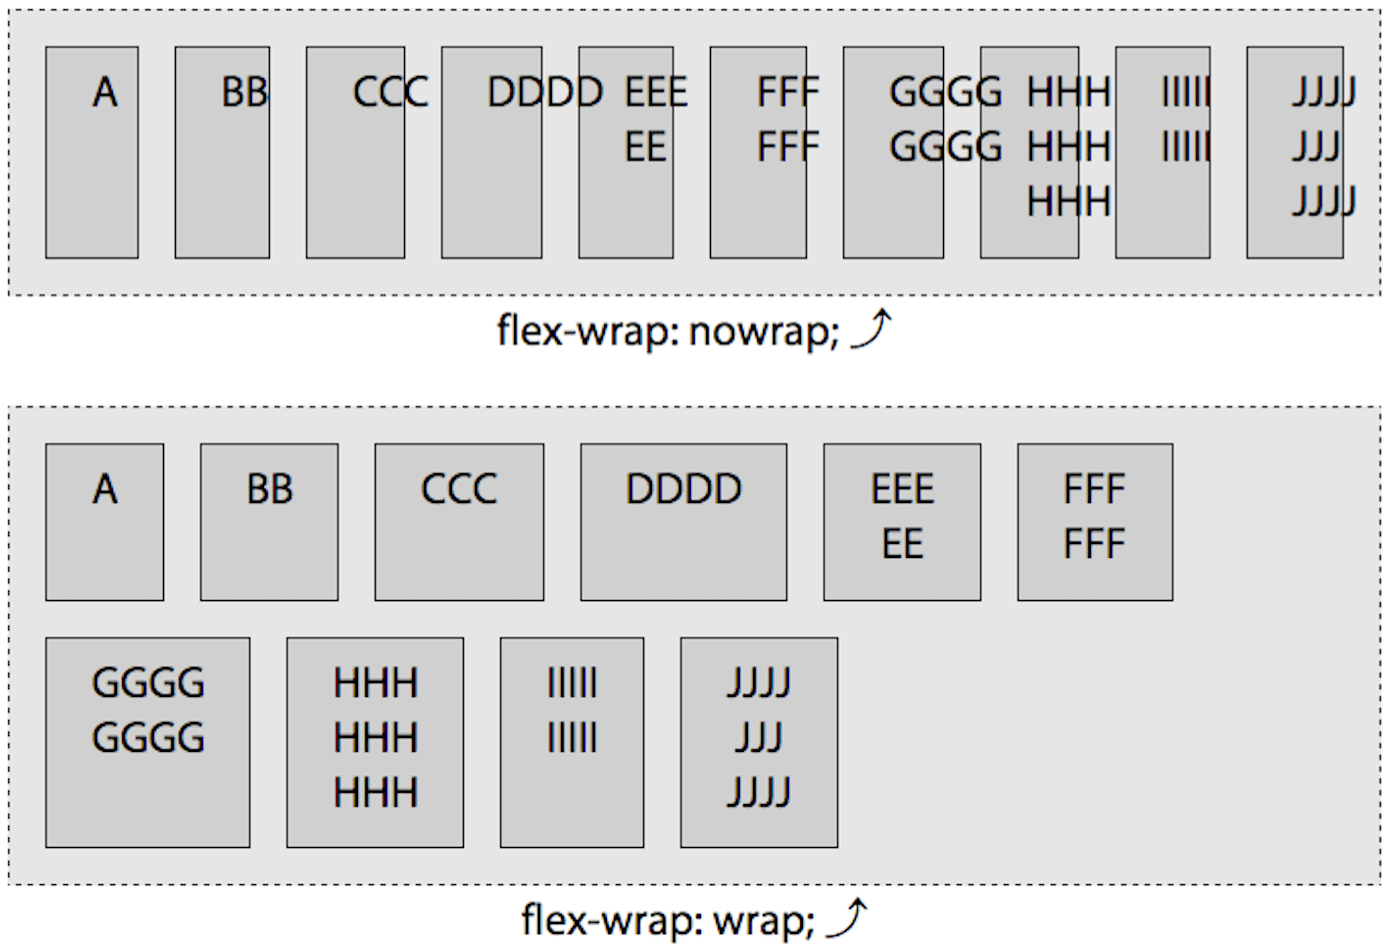 A BB CCC DDDD EEE FFF GGGG HHH IIIII JJJJ
EE FFF GGGG HHH IIIII JJJ
HHH JJJJ
flex-wrap: nowrap;
A BB CCC DDDD EEE FFF
EE FFF
GGGG HHH IIIII JJJJ
GGGG HHH IIIII JJJ
HHH JJJJ
flex-wrap: wrap;